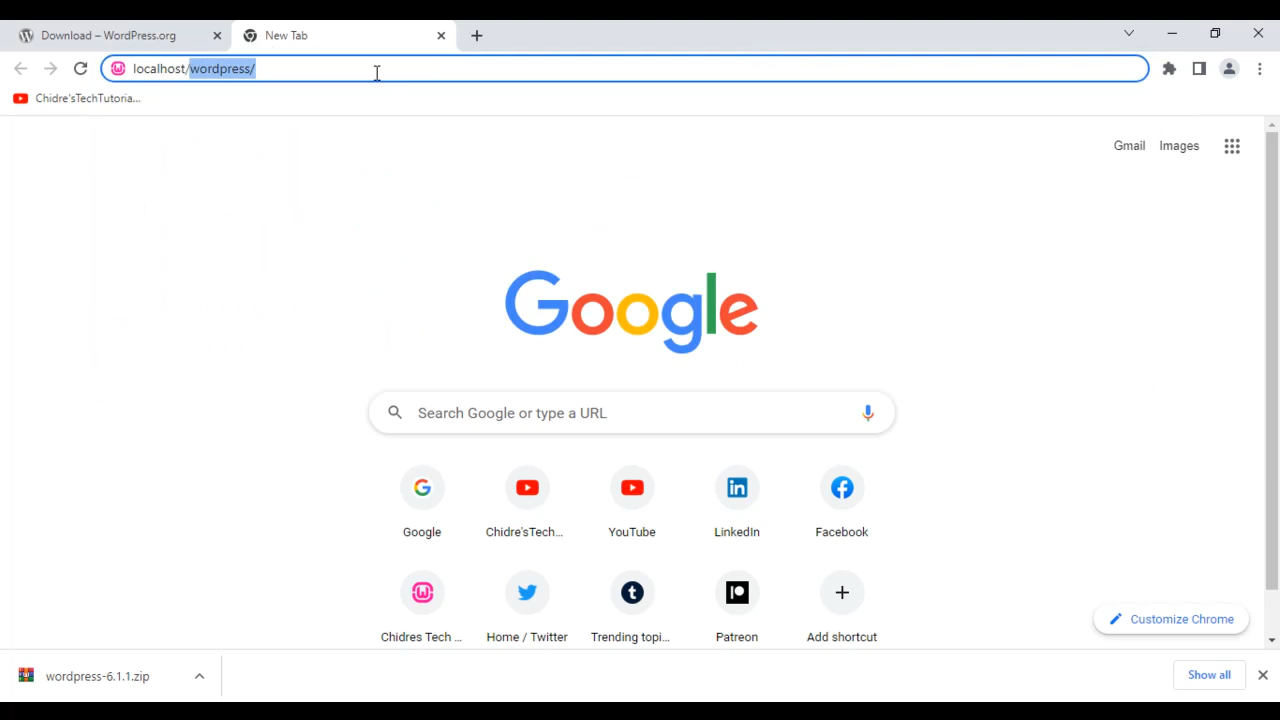 Download – WordPress.org
New Tab
localhost/wordpress/
Chidre'sTechTutoria...
Gmail Images
Google
Search Google or type a URL
Google Chidre'sTech... YouTube LinkedIn Facebook
Chidres Tech ... Home / Twitter Trending topi... Patreon Add shortcut
Customize Chrome
wordpress-6.1.1.zip
Show all